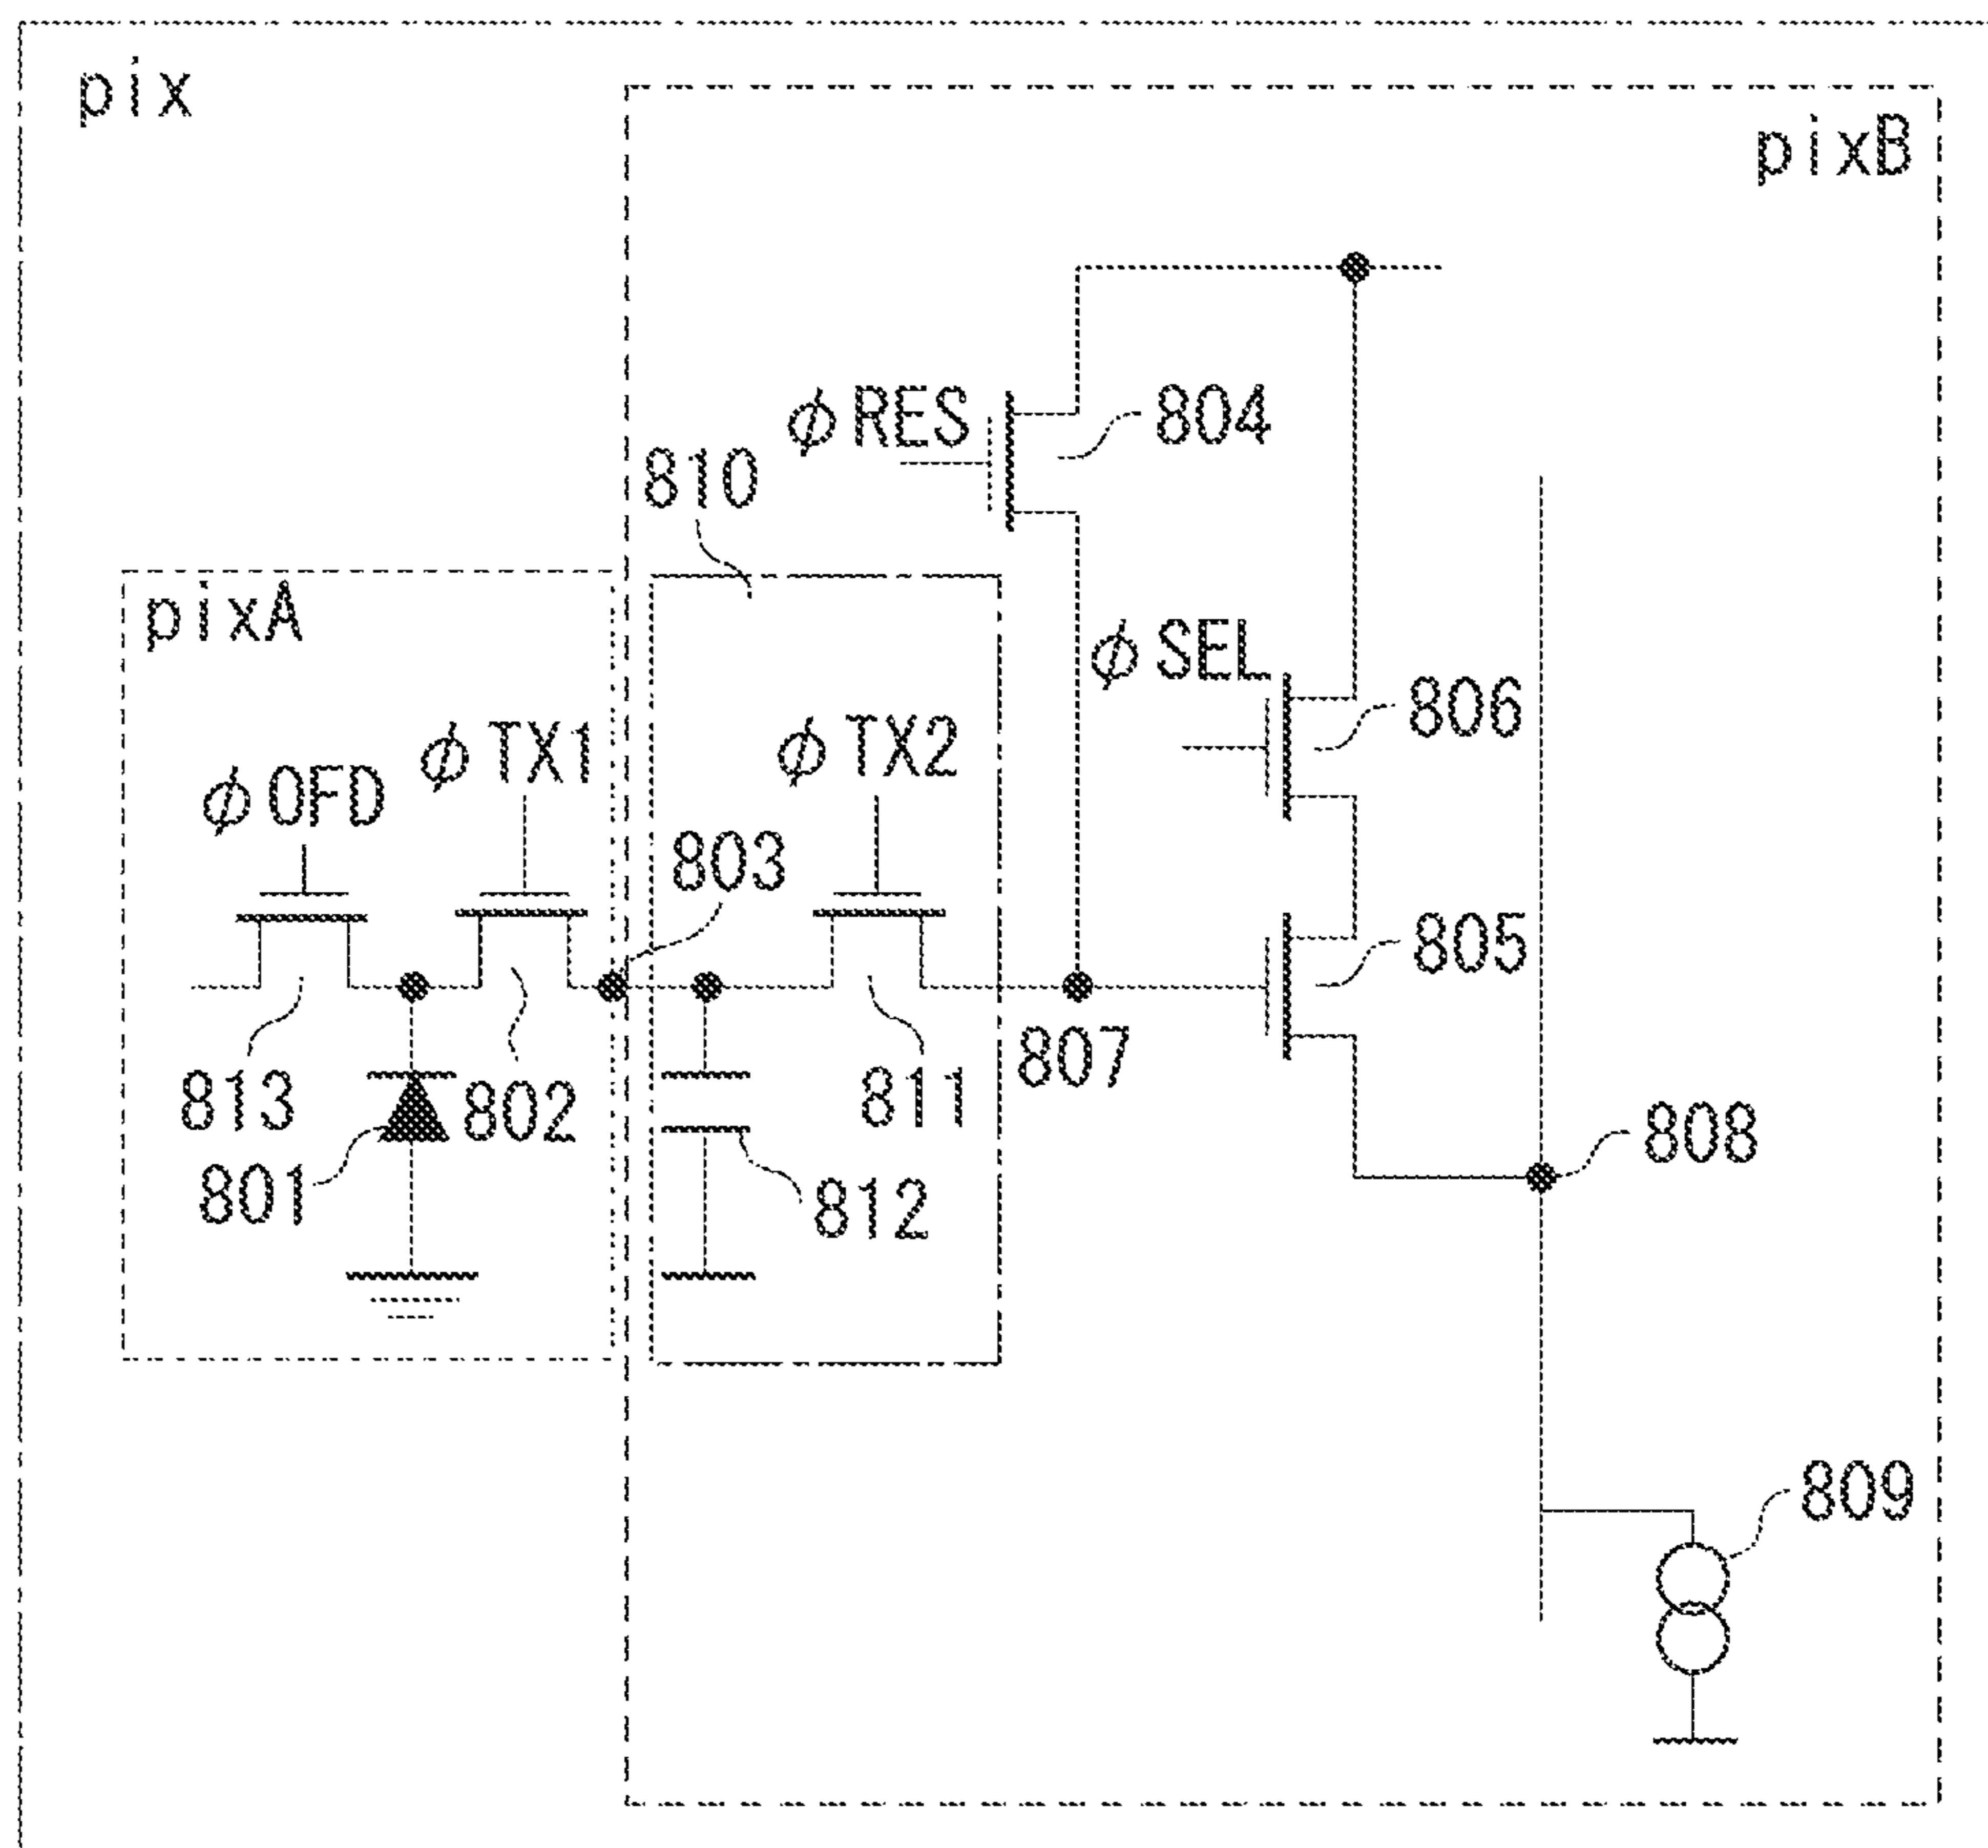 pix
pixB
φRES
804
810
pixA
φSEL
806
φTX1
φTX2
φOFD
803
805
807
813
802
811
808
801
812
809